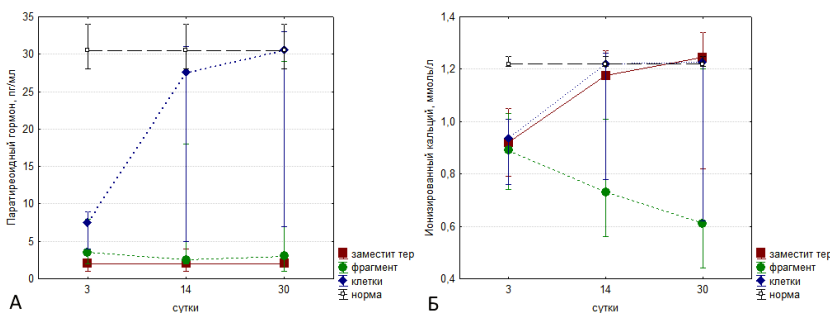 Паратиреоидный гормон, пг/мл
35
30
25
20
15
10
5
0
3
14
30
сутки
А
заместит тер
фрагмент
клетки
норма
Ионизированный кальций, ммоль/л
1,4
1,2
1,0
0,8
0,6
0,4
3
14
30
сутки
Б
заместит тер
фрагмент
клетки
норма